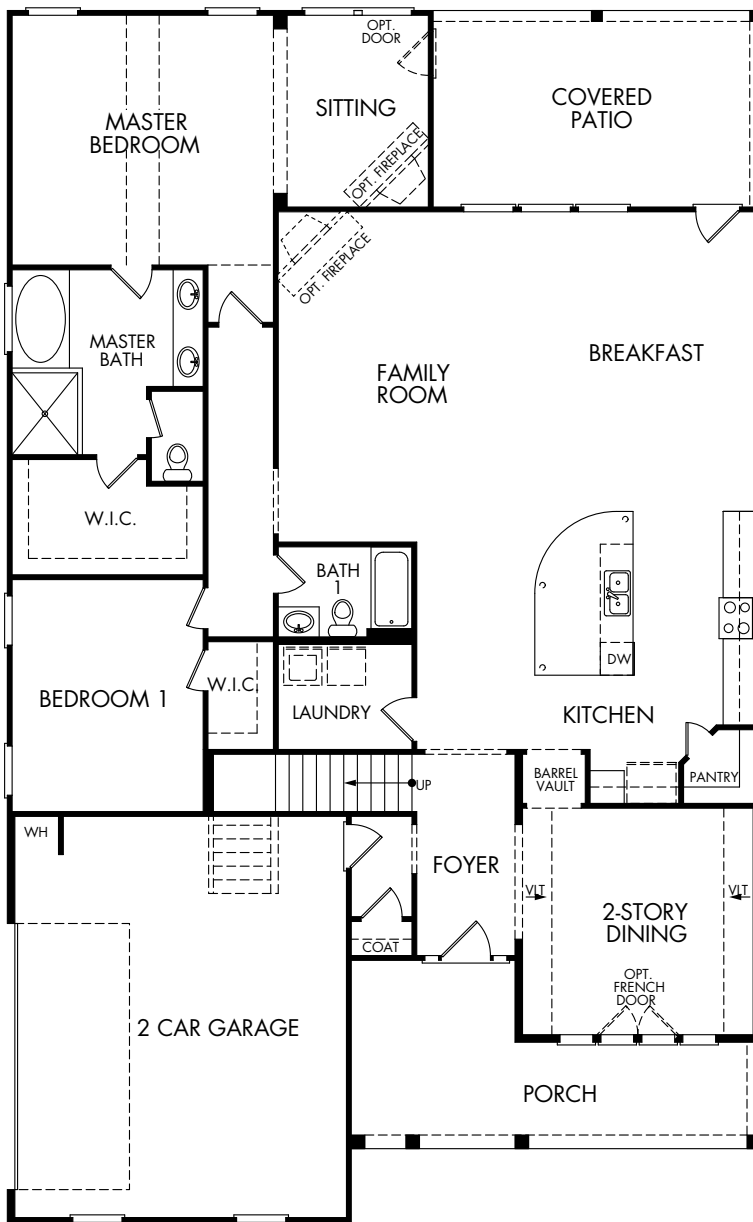 OPT.
DOOR
MASTER
BEDROOM
SITTING
COVERED
PATIO
OPT. FIREPLACE
OPT. FIREPLACE
MASTER
BATH
FAMILY
ROOM
BREAKFAST
W.I.C.
BATH
1
DW
BEDROOM 1
W.I.C.
LAUNDRY
KITCHEN
UP
BARREL
VAULT
PANTRY
WH
FOYER
VLT
VLT
2-STORY
DINING
COAT
OPT.
FRENCH
DOOR
2 CAR GARAGE
PORCH